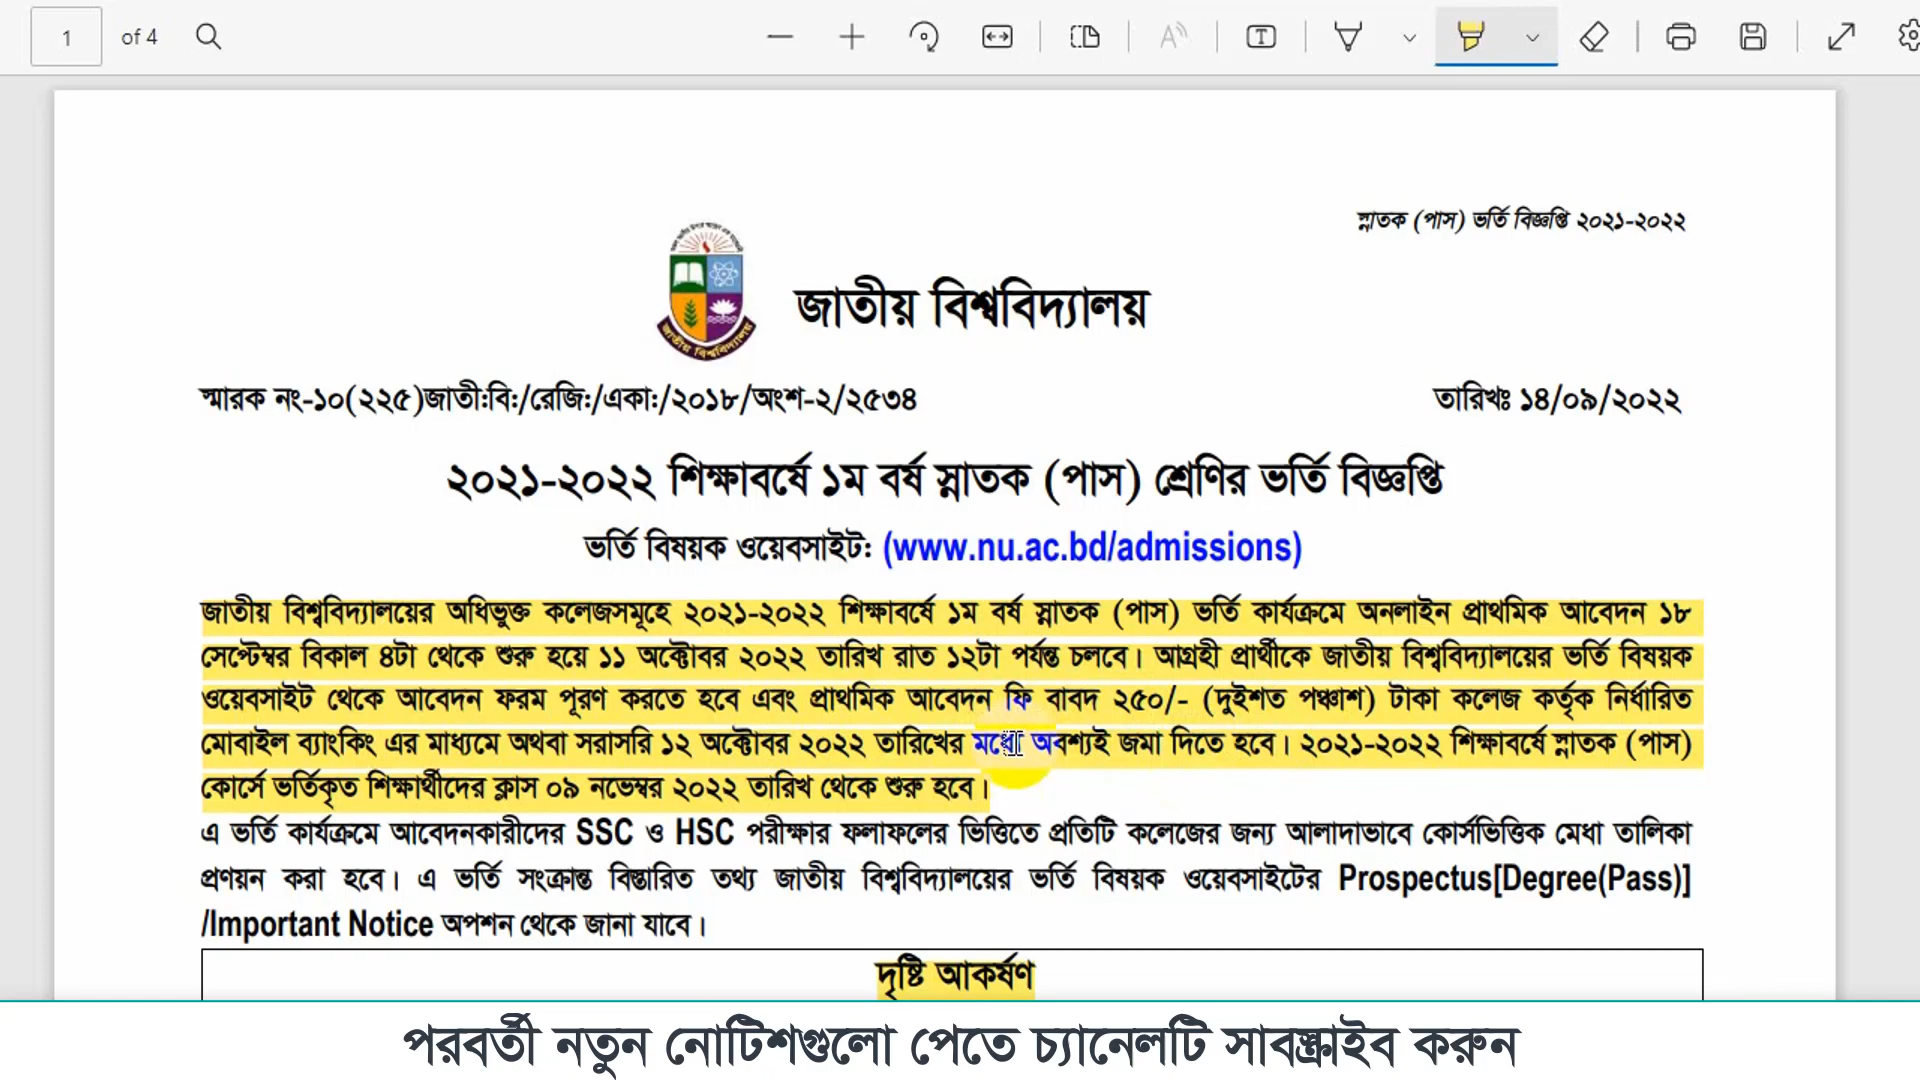 1 of 4
স্নাতক (পাস) ভর্তি বিজ্ঞপ্তি ২০২১-২০২২
জাতীয় বিশ্ববিদ্যালয়
জাতীয় বিশ্ববিদ্যালয়
স্মারক নং-১০(২২৫)জাতী:বি:/রেজি:/একা:/২০১৮/অংশ-২/২৫৩৪ তারিখঃ ১৪/০৯/২০২২
২০২১-২০২২ শিক্ষাবর্ষে ১ম বর্ষ স্নাতক (পাস) শ্রেণির ভর্তি বিজ্ঞপ্তি
ভর্তি বিষয়ক ওয়েবসাইট: (www.nu.ac.bd/admissions)
জাতীয় বিশ্ববিদ্যালয়ের অধিভুক্ত কলেজসমূহে ২০২১-২০২২ শিক্ষাবর্ষে ১ম বর্ষ স্নাতক (পাস) ভর্তি কার্যক্রমে অনলাইন প্রাথমিক আবেদন ১৮
সেপ্টেম্বর বিকাল ৪টা থেকে শুরু হয়ে ১১ অক্টোবর ২০২২ তারিখ রাত ১২টা পর্যন্ত চলবে। আগ্রহী প্রার্থীকে জাতীয় বিশ্ববিদ্যালয়ের ভর্তি বিষয়ক
ওয়েবসাইট থেকে আবেদন ফরম পূরণ করতে হবে এবং প্রাথমিক আবেদন ফি বাবদ ২৫০/- (দুইশত পঞ্চাশ) টাকা কলেজ কর্তৃক নির্ধারিত
মোবাইল ব্যাংকিং এর মাধ্যমে অথবা সরাসরি ১২ অক্টোবর ২০২২ তারিখের মধ্যে অবশ্যই জমা দিতে হবে। ২০২১-২০২২ শিক্ষাবর্ষে স্নাতক (পাস)
কোর্সে ভর্তিকৃত শিক্ষার্থীদের ক্লাস ০৯ নভেম্বর ২০২২ তারিখ থেকে শুরু হবে।
এ ভর্তি কার্যক্রমে আবেদনকারীদের SSC ও HSC পরীক্ষার ফলাফলের ভিত্তিতে প্রতিটি কলেজের জন্য আলাদাভাবে কোর্সভিত্তিক মেধা তালিকা
প্রণয়ন করা হবে। এ ভর্তি সংক্রান্ত বিস্তারিত তথ্য জাতীয় বিশ্ববিদ্যালয়ের ভর্তি বিষয়ক ওয়েবসাইটের Prospectus[Degree(Pass)]
/Important Notice অপশন থেকে জানা যাবে।
দৃষ্টি আকর্ষণ
পরবর্তী নতুন নোটিশগুলো পেতে চ্যানেলটি সাবস্ক্রাইব করুন